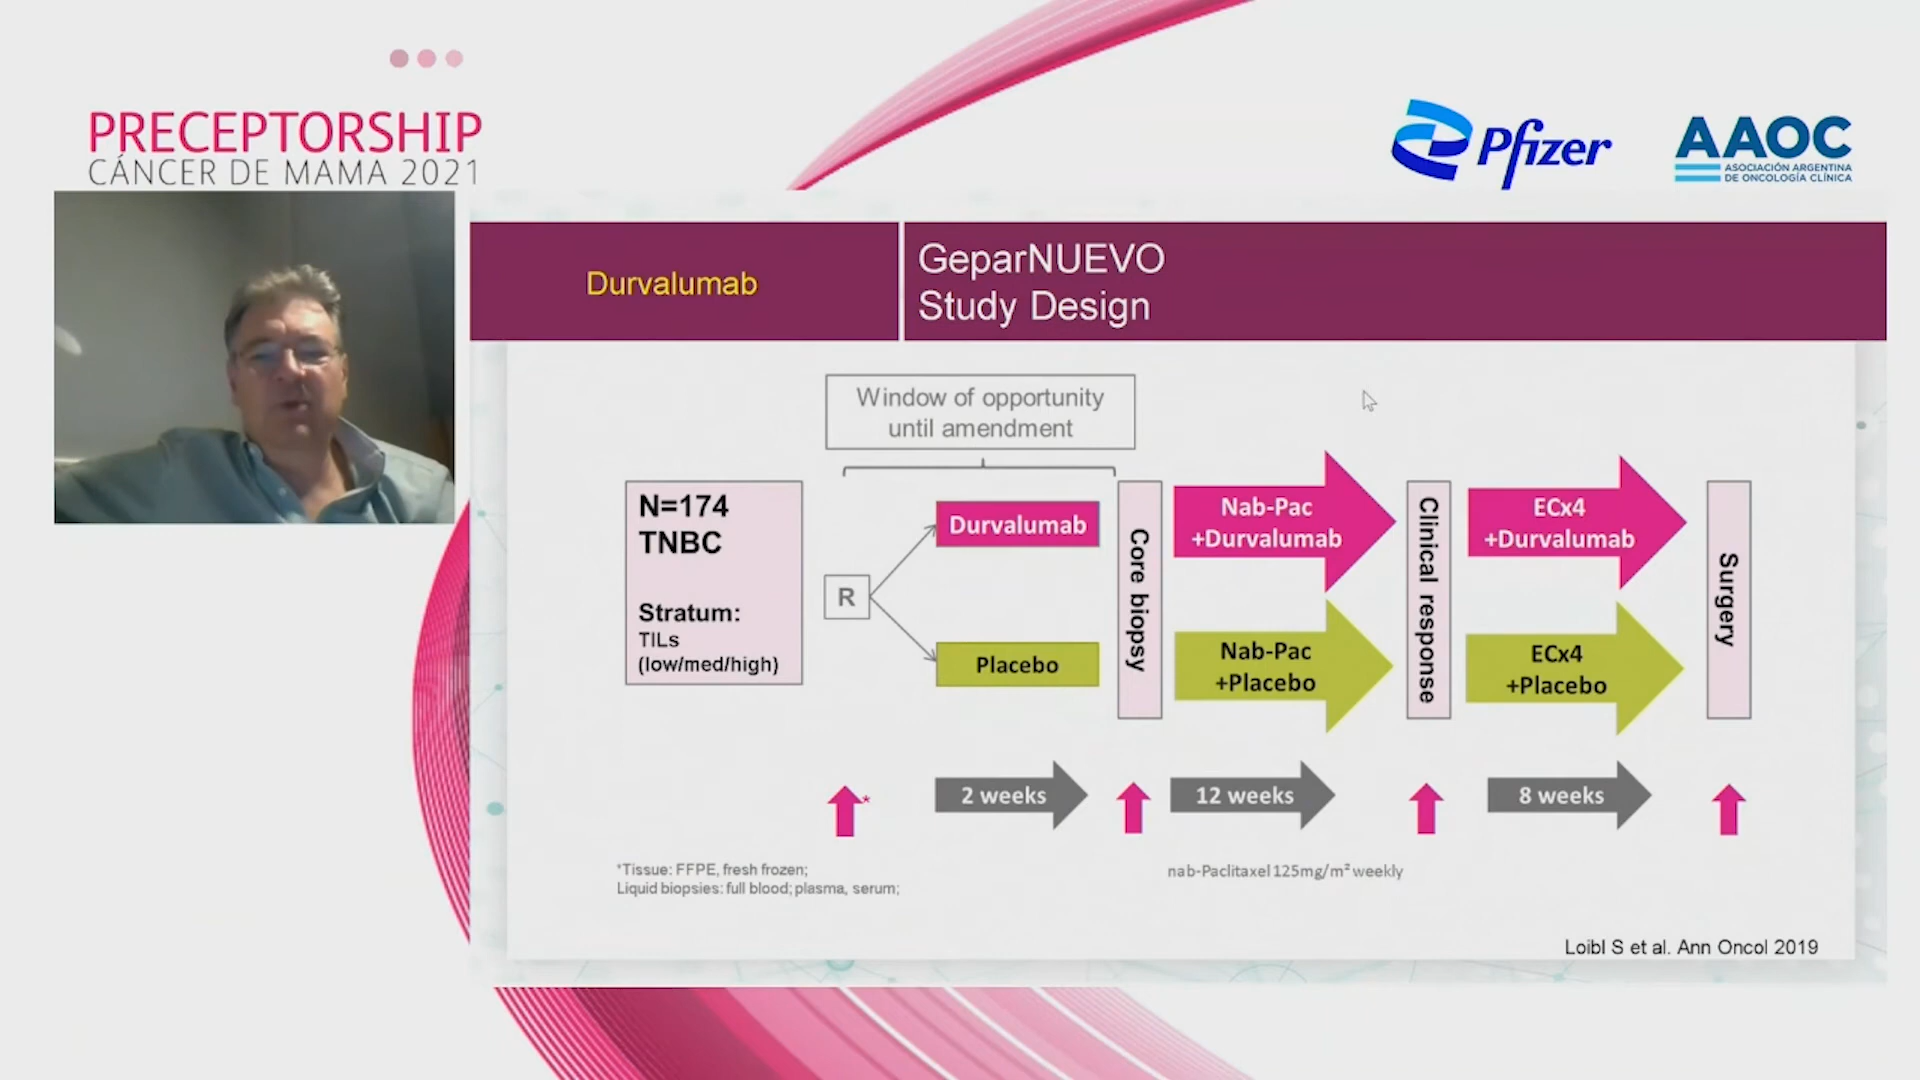 PRECEPTORSHIP
CÁNCER DE MAMA 2021
Pfizer
AAOC
ASOCIACIÓN ARGENTINA
DE ONCOLOGÍA CLÍNICA
Durvalumab
GeparNUEVO
Study Design
Window of opportunity
until amendment
N=174
TNBC
Stratum:
TILs
(low/med/high)
R
Durvalumab
Placebo
Core biopsy
Nab-Pac
+Durvalumab
Nab-Pac
+Placebo
Clinical response
ECx4
+Durvalumab
ECx4
+Placebo
Surgery
*
2 weeks
12 weeks
8 weeks
*Tissue: FFPE, fresh frozen;
Liquid biopsies: full blood; plasma, serum;
nab-Paclitaxel 125mg/m² weekly
Loibl S et al. Ann Oncol 2019